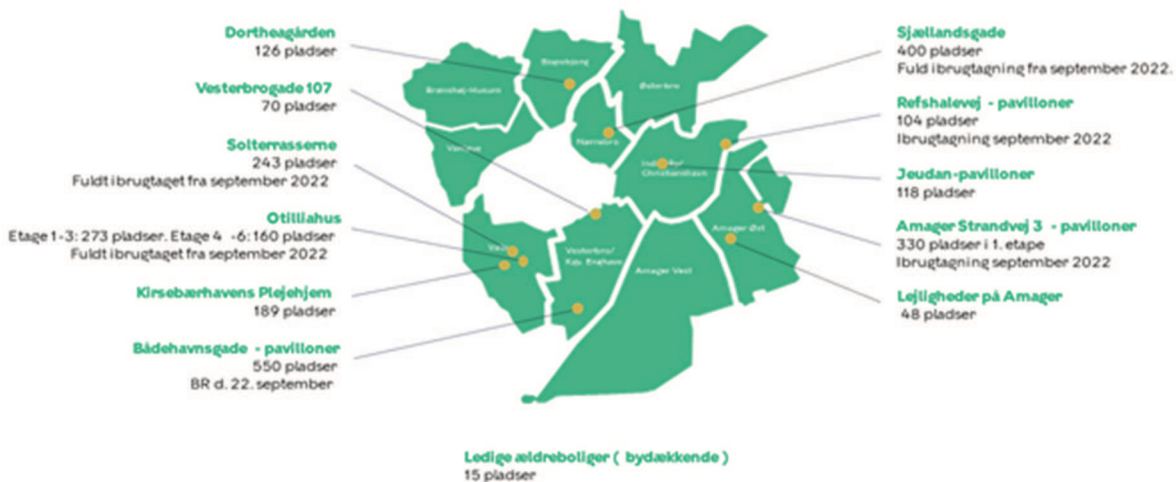 Dortheagården
126 pladser
Vesterbrogade 107
70 pladser
Solterrasserne
243 pladser
Fuldt ibrugtaget fra september 2022
Otiliahus
Etage 1-3: 273 pladser. Etage 4 -6: 160 pladser
Fuldt ibrugtaget fra september 2022
Kirsebærhavens Plejehjem
189 pladser
Bådehavnsgade - pavilloner
550 pladser
BR d. 22. september
Bispebjerg
Brønshøj-Husum
Østerbro
Vanløse
Nørrebro
Christianshavn
Vesterbro/
Kgs. Enghave
Amager Øst
Amager Vest
Sjællandsgade
400 pladser
Fuld ibrugtagning fra september 2022.
Refshalevej - pavilloner
104 pladser
Ibrugtagning september 2022
Jeudan-pavilloner
118 pladser
Amager Strandvej 3 - pavilloner
330 pladser i 1. etape
Ibrugtagning september 2022
Lejligheder på Amager
48 pladser
Ledige ældreboliger ( bydækkende )
15 pladser